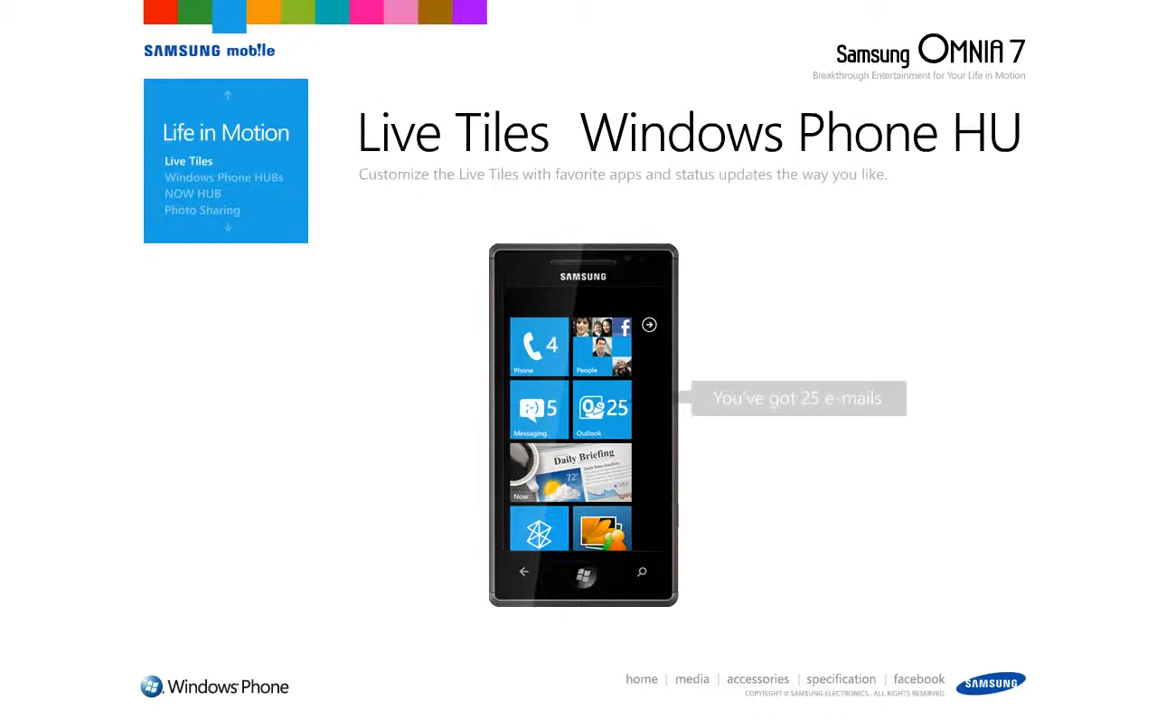 SAMSUNG mob!le
Samsung OMNIA 7
Breakthrough Entertainment for Your Life in Motion
Life in Motion
Live Tiles
Windows Phone HUBs
NOW HUB
Photo Sharing
Live Tiles Windows Phone HU
Customize the Live Tiles with favorite apps and status updates the way you like.
SAMSUNG
4
Phone
f
People
5
Messaging
25
Outlook
You've got 25 e-mails
Daily Briefing
72°
Now
Windows Phone
home | media | accessories | specification | facebook
COPYRIGHT @ SAMSUNG ELECTRONICS., ALL RIGHTS RESERVED
SAMSUNG